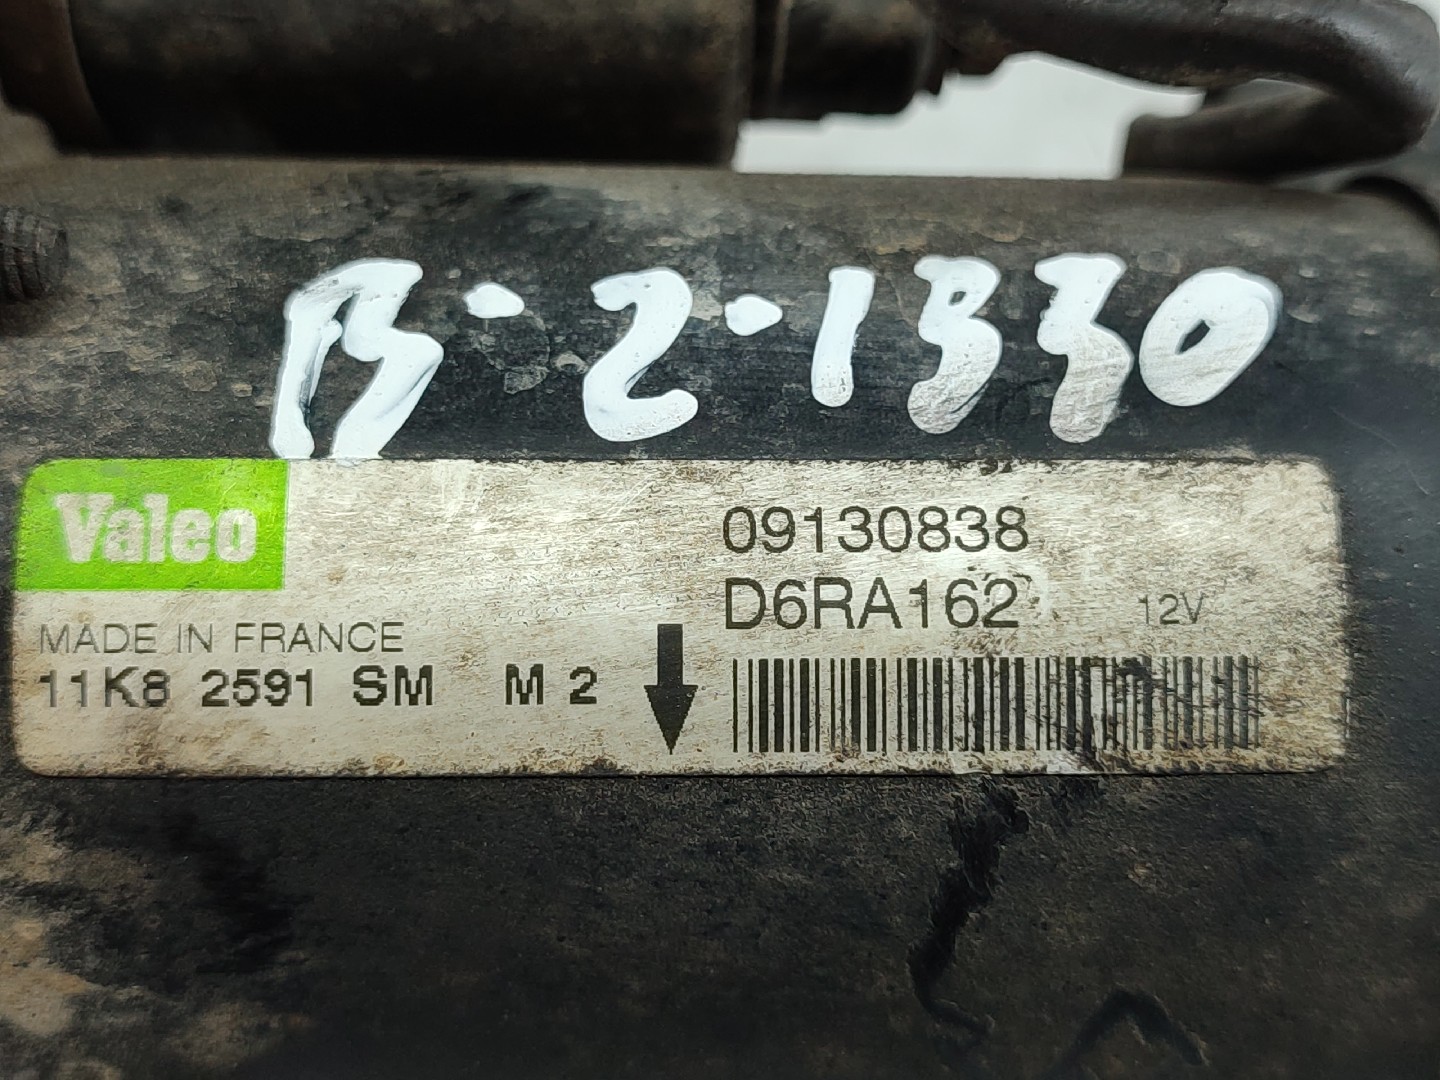 B.2.1330
Valeo
09130838
D6RA162 12V
MADE IN FRANCE
11K8 2591 SM M 2